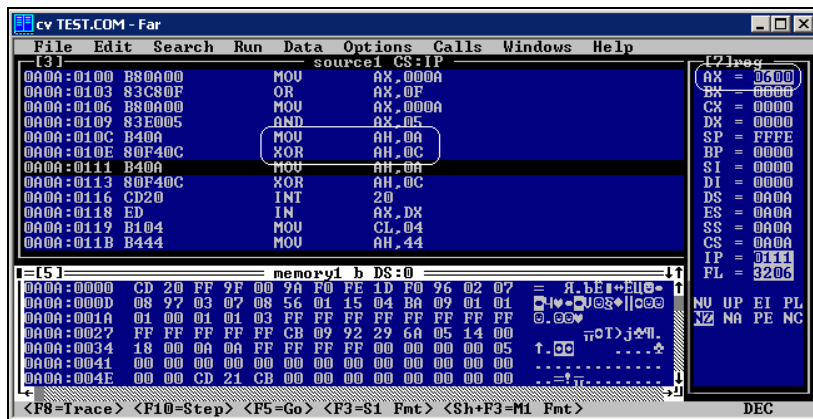 cv TEST.COM - Far
File Edit Search Run Data Options Calls Windows Help
[3] source1 CS:IP [7]reg
0A0A:0100 B80A00 MOV AX,000A
0A0A:0103 83C80F OR AX,0F
0A0A:0106 B80A00 MOV AX,000A
0A0A:0109 83E005 AND AX,05
0A0A:010C B40A MOV AH,0A
0A0A:010E 80F40C XOR AH,0C
0A0A:0111 B40A MOV AH,0A
0A0A:0113 80F40C XOR AH,0C
0A0A:0116 CD20 INT 20
0A0A:0118 ED IN AX,DX
0A0A:0119 B104 MOV CL,04
0A0A:011B B444 MOV AH,44
AX = 0600
BX = 0000
CX = 0000
DX = 0000
SP = FFFE
BP = 0000
SI = 0000
DI = 0000
DS = 0A0A
ES = 0A0A
SS = 0A0A
CS = 0A0A
IP = 0111
FL = 3206
NV UP EI PL
NZ NA PE NC
[5] memory1 b DS:0
0A0A:0000 CD 20 FF 9F 00 9A F0 FE 1D F0 96 02 07
0A0A:000D 08 97 03 07 08 56 01 15 04 BA 09 01 01
0A0A:001A 01 00 01 01 03 FF FF FF FF FF FF FF FF
0A0A:0027 FF FF FF FF FF CB 09 92 29 6A 05 14 00
0A0A:0034 18 00 0A 0A FF FF FF FF 00 00 00 00 05
0A0A:0041 00 00 00 00 00 00 00 00 00 00 00 00 00
0A0A:004E 00 00 CD 21 CB 00 00 00 00 00 00 00 00
<F8=Trace> <F10=Step> <F5=Go> <F3=S1 Fmt> <Sh+F3=M1 Fmt> DEC